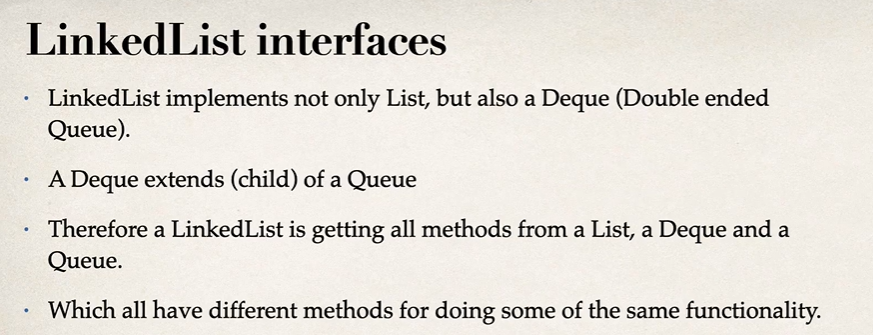 LinkedList interfaces
• LinkedList implements not only List, but also a Deque (Double ended
Queue).
• A Deque extends (child) of a Queue
• Therefore a LinkedList is getting all methods from a List, a Deque and a
Queue.
• Which all have different methods for doing some of the same functionality.